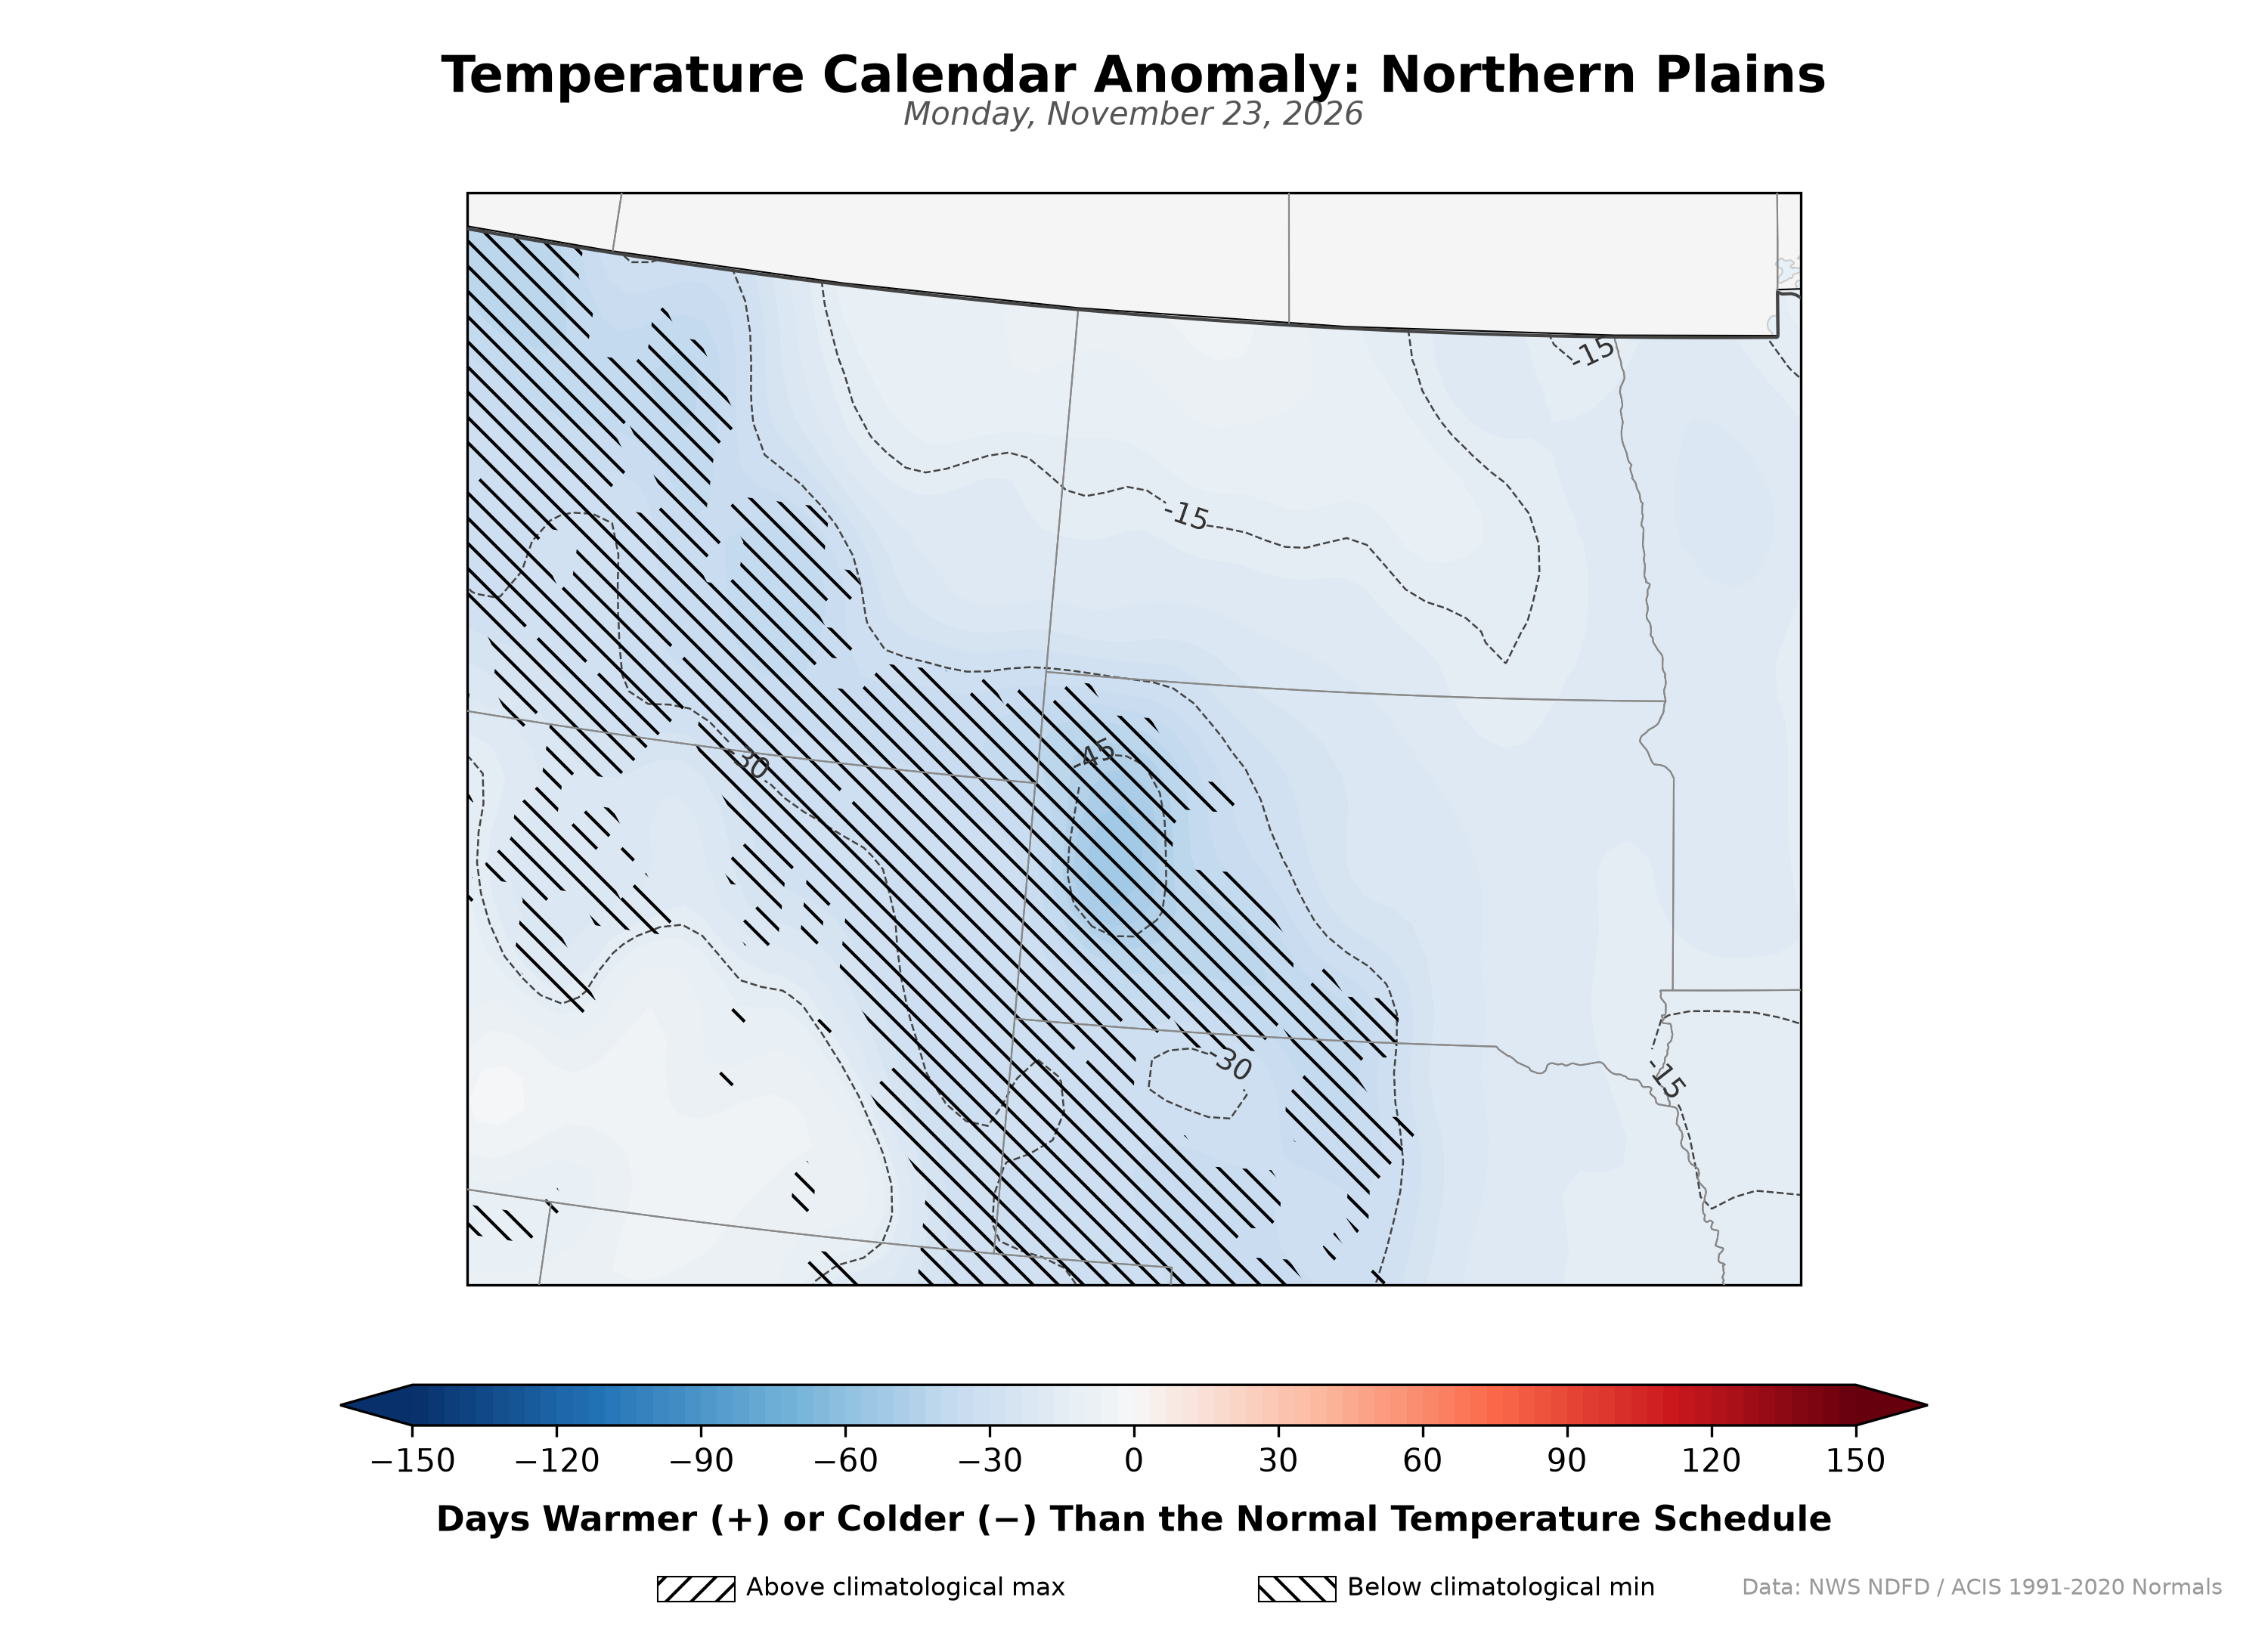 Temperature Calendar Anomaly: Northern Plains
Monday, November 23, 2026
-15
-15
-45
-30
-30
-15
−150 −120 −90 −60 −30 0 30 60 90 120 150
Days Warmer (+) or Colder (−) Than the Normal Temperature Schedule
Above climatological max
Below climatological min
Data: NWS NDFD / ACIS 1991-2020 Normals